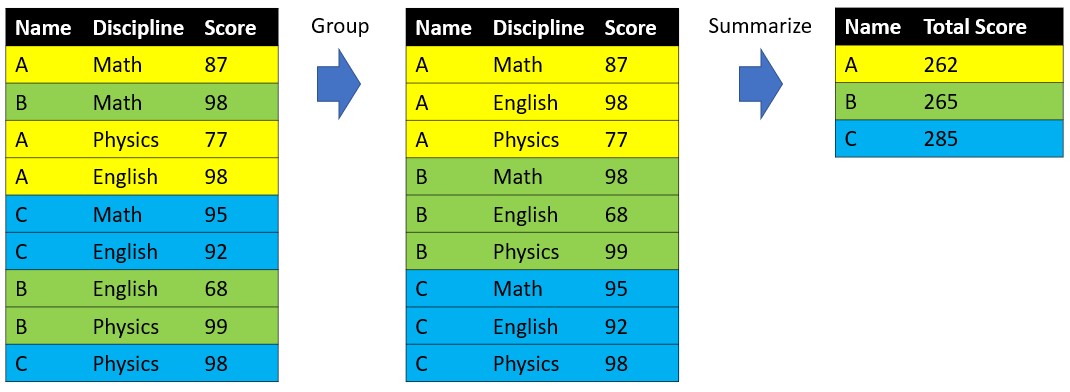 Name Discipline Score
A Math 87
B Math 98
A Physics 77
A English 98
C Math 95
C English 92
B English 68
B Physics 99
C Physics 98
Group
Name Discipline Score
A Math 87
A English 98
A Physics 77
B Math 98
B English 68
B Physics 99
C Math 95
C English 92
C Physics 98
Summarize
Name Total Score
A 262
B 265
C 285